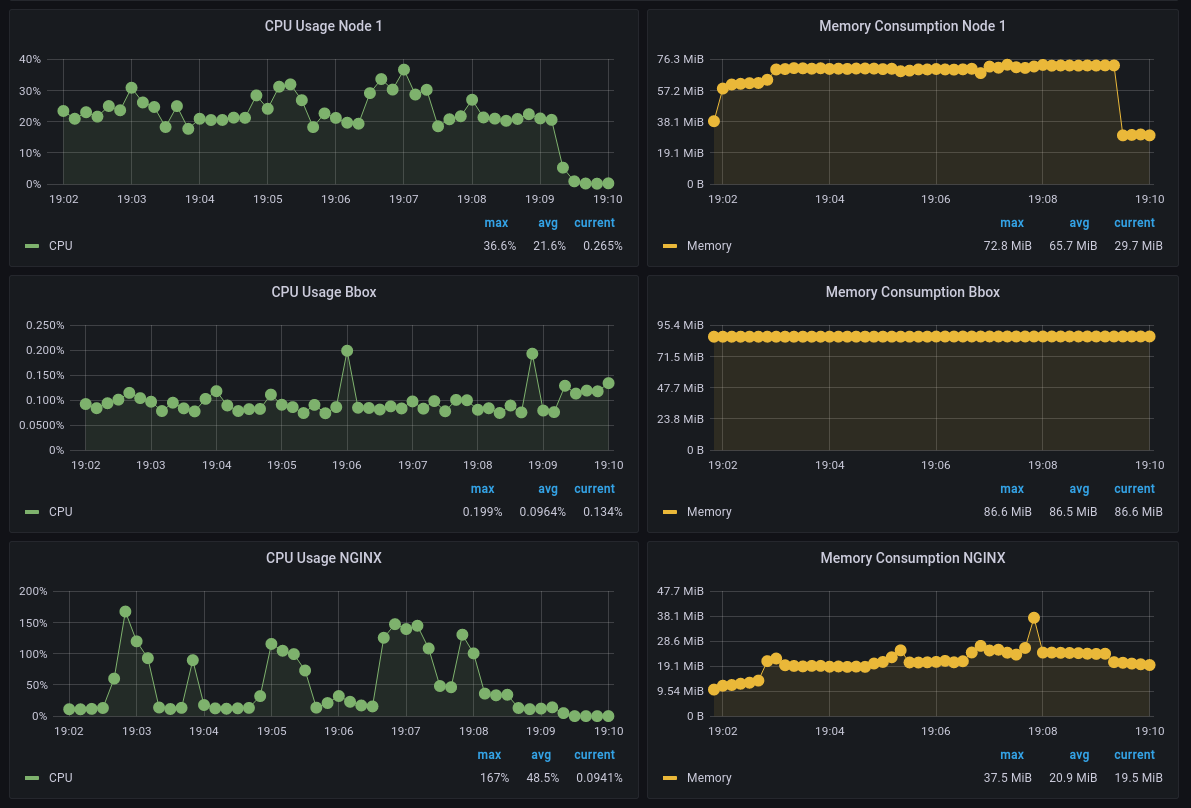 CPU Usage Node 1
40%
30%
20%
10%
0%
19:02 19:03 19:04 19:05 19:06 19:07 19:08 19:09 19:10
max avg current
CPU 36.6% 21.6% 0.265%
Memory Consumption Node 1
76.3 MiB
57.2 MiB
38.1 MiB
19.1 MiB
0 B
19:02 19:04 19:06 19:08 19:10
max avg current
Memory 72.8 MiB 65.7 MiB 29.7 MiB
CPU Usage Bbox
0.250%
0.200%
0.150%
0.100%
0.0500%
0%
19:02 19:03 19:04 19:05 19:06 19:07 19:08 19:09 19:10
max avg current
CPU 0.199% 0.0964% 0.134%
Memory Consumption Bbox
95.4 MiB
71.5 MiB
47.7 MiB
23.8 MiB
0 B
19:02 19:04 19:06 19:08 19:10
max avg current
Memory 86.6 MiB 86.5 MiB 86.6 MiB
CPU Usage NGINX
200%
150%
100%
50%
0%
19:02 19:03 19:04 19:05 19:06 19:07 19:08 19:09 19:10
max avg current
CPU 167% 48.5% 0.0941%
Memory Consumption NGINX
47.7 MiB
38.1 MiB
28.6 MiB
19.1 MiB
9.54 MiB
0 B
19:02 19:04 19:06 19:08 19:10
max avg current
Memory 37.5 MiB 20.9 MiB 19.5 MiB